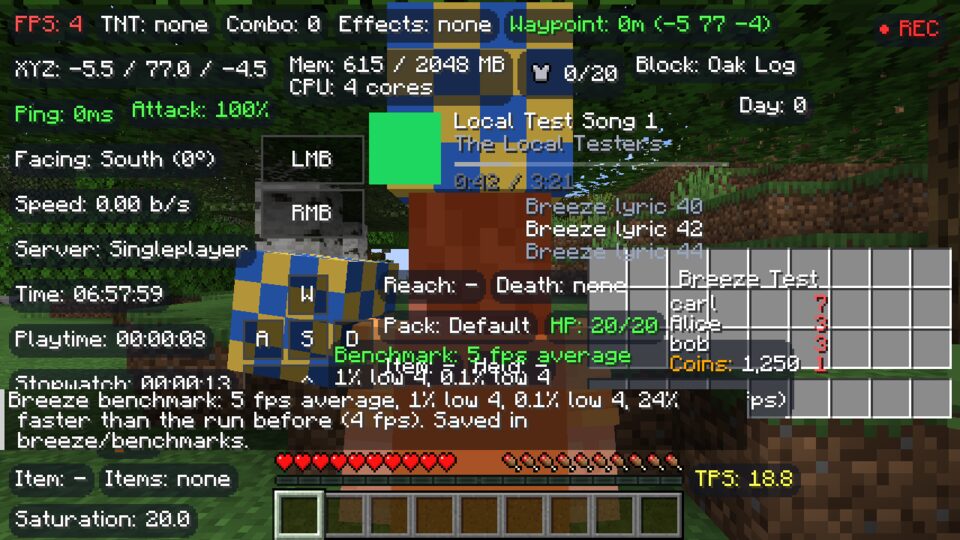 FPS: 4 TNT: none Combo: 0 Effects: none Waypoint: 0m (-5 77 -4) REC
XYZ: -5.5 / 77.0 / -4.5
Mem: 615 / 2048 MB
CPU: 4 cores
0/20
Block: Oak Log
Ping: 0ms
Attack: 100%
Day: 0
Local Test Song 1
The Local Testers
0:42 / 3:21
Facing: South (0°)
LMB
Speed: 0.00 b/s
RMB
Breeze lyric 40
Breeze lyric 42
Breeze lyric 44
Server: Singleplayer
Time: 06:57:59
W
Reach: - Death: none
Breeze Test
carl 7
Alice 3
bob 3
Coins: 1,250 1
Playtime: 00:00:08
A S D
Pack: Default HP: 20/20
Benchmark: 5 fps average
1% low 4, 0.1% low 4
Stopwatch: 00:00:13
Breeze benchmark: 5 fps average, 1% low 4, 0.1% low 4, 24%
faster than the run before (4 fps). Saved in
breeze/benchmarks.
fps)
Item: - Items: none
TPS: 18.8
Saturation: 20.0